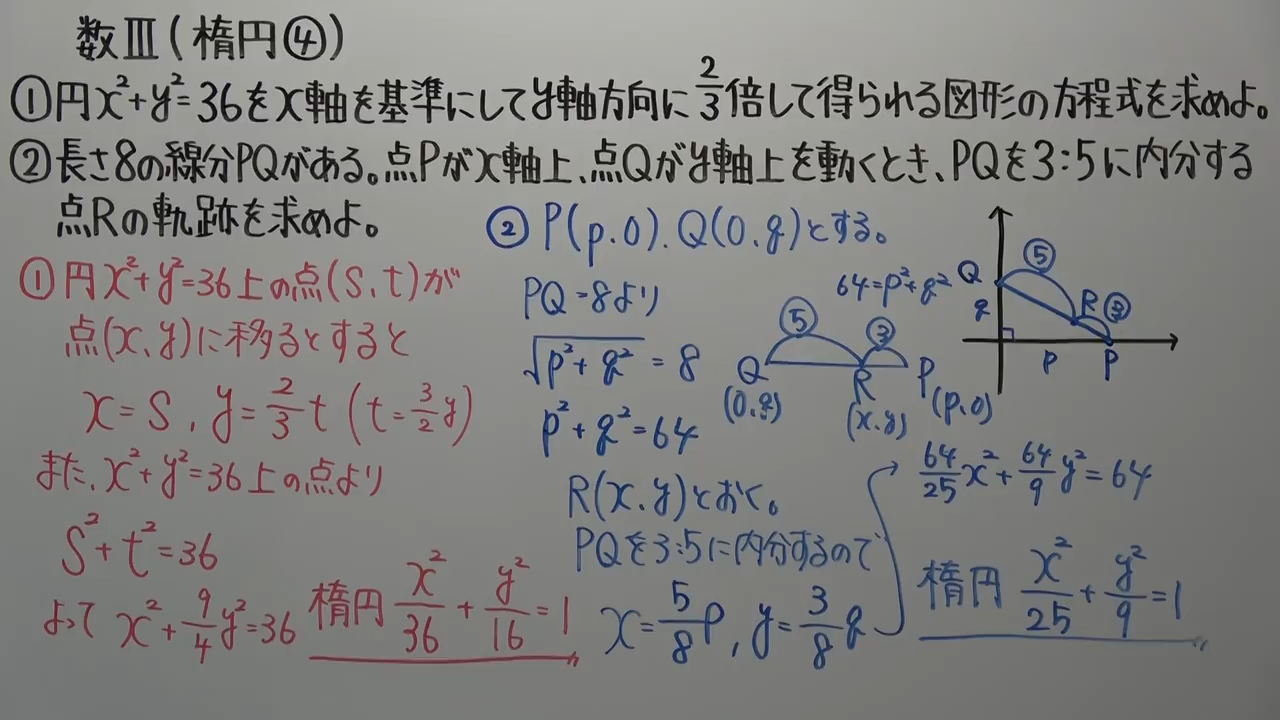 数Ⅲ(楕円④)
①円x²+y²=36をx軸を基準にしてy軸方向に2/3倍して得られる図形の方程式を求めよ。
②長さ8の線分PQがある。点Pがx軸上、点Qがy軸上を動くとき、PQを3:5に内分する
点Rの軌跡を求めよ。
①円x²+y²=36上の点(s,t)が
点(x,y)に移るとすると
x=s, y=2/3t (t=3/2y)
また、x²+y²=36上の点より
s²+t²=36
よって x²+9/4y²=36
楕円 x²/36+y²/16=1
②P(p,0). Q(0,q)とする。
PQ=8より
√p²+q²=8
p²+q²=64
64=p²+q²
⑤
③
Q
R
P
(0,q)
(x,y)
(p,0)
⑤
Q
q
R
③
p
P
R(x,y)とおく。
PQを3:5に内分するので
x=5/8p, y=3/8q
64/25x²+64/9y²=64
楕円 x²/25+y²/9=1